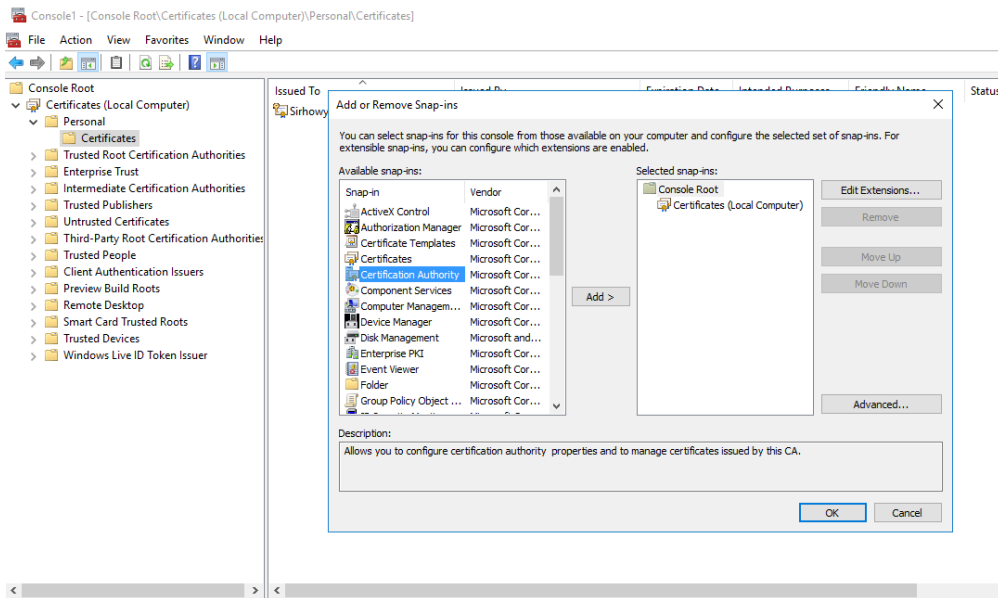 Console1 - [Console Root\Certificates (Local Computer)\Personal\Certificates]
File Action View Favorites Window Help
Console Root
Certificates (Local Computer)
Personal
Certificates
Trusted Root Certification Authorities
Enterprise Trust
Intermediate Certification Authorities
Trusted Publishers
Untrusted Certificates
Third-Party Root Certification Authorities
Trusted People
Client Authentication Issuers
Preview Build Roots
Remote Desktop
Smart Card Trusted Roots
Trusted Devices
Windows Live ID Token Issuer
Issued To Issued By Expiration Date Intended Purposes Friendly Name Status
Sirhowy
Add or Remove Snap-ins
You can select snap-ins for this console from those available on your computer and configure the selected set of snap-ins. For
extensible snap-ins, you can configure which extensions are enabled.
Available snap-ins:
Snap-in Vendor
ActiveX Control Microsoft Cor...
Authorization Manager Microsoft Cor...
Certificate Templates Microsoft Cor...
Certificates Microsoft Cor...
Certification Authority Microsoft Cor...
Component Services Microsoft Cor...
Computer Managem... Microsoft Cor...
Device Manager Microsoft Cor...
Disk Management Microsoft and...
Enterprise PKI Microsoft Cor...
Event Viewer Microsoft Cor...
Folder Microsoft Cor...
Group Policy Object ... Microsoft Cor...
Add >
Selected snap-ins:
Console Root
Certificates (Local Computer)
Edit Extensions...
Remove
Move Up
Move Down
Advanced...
Description:
Allows you to configure certification authority properties and to manage certificates issued by this CA.
OK Cancel